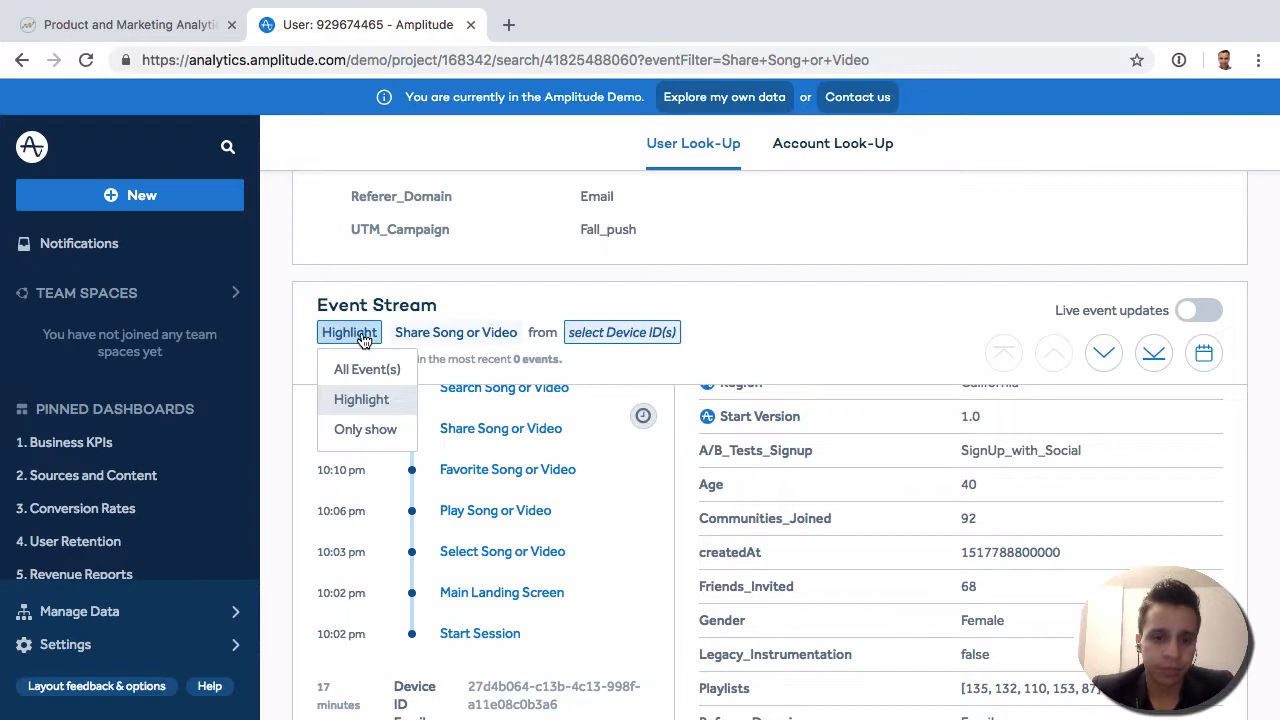 Product and Marketing Analyti
User: 929674465 - Amplitude
https://analytics.amplitude.com/demo/project/168342/search/41825488060?eventFilter=Share+Song+or+Video
You are currently in the Amplitude Demo. Explore my own data or Contact us
User Look-Up
Account Look-Up
New
Notifications
TEAM SPACES
You have not joined any team
spaces yet
PINNED DASHBOARDS
1. Business KPIs
2. Sources and Content
3. Conversion Rates
4. User Retention
5. Revenue Reports
Manage Data
Settings
Layout feedback & options
Help
Referer_Domain Email
UTM_Campaign Fall_push
Event Stream
Live event updates
Highlight Share Song or Video from select Device ID(s)
in the most recent 0 events.
All Event(s)
Highlight
Only show
Search Song or Video
Share Song or Video
10:10 pm Favorite Song or Video
10:06 pm Play Song or Video
10:03 pm Select Song or Video
10:02 pm Main Landing Screen
10:02 pm Start Session
17
minutes
Device
ID
27d4b064-c13b-4c13-998f-
a11e08c0b3a6
Region California
Start Version 1.0
A/B_Tests_Signup SignUp_with_Social
Age 40
Communities_Joined 92
createdAt 1517788800000
Friends_Invited 68
Gender Female
Legacy_Instrumentation false
Playlists [135, 132, 110, 153, 87]